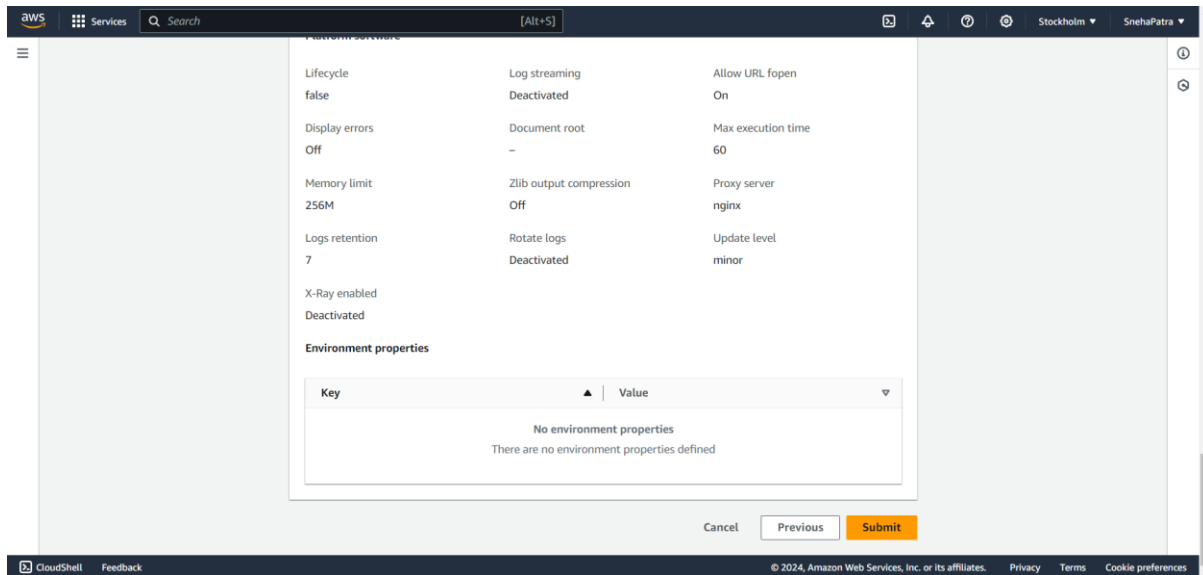 aws Services Search [Alt+S] Stockholm SnehaPatra
Platform software
Lifecycle Log streaming Allow URL fopen
false Deactivated On
Display errors Document root Max execution time
Off – 60
Memory limit Zlib output compression Proxy server
256M Off nginx
Logs retention Rotate logs Update level
7 Deactivated minor
X-Ray enabled
Deactivated
Environment properties
Key Value
No environment properties
There are no environment properties defined
Cancel Previous Submit
CloudShell Feedback © 2024, Amazon Web Services, Inc. or its affiliates. Privacy Terms Cookie preferences